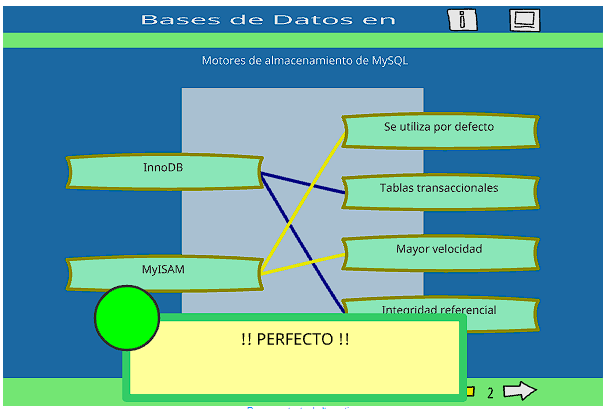 Bases de Datos en
i
Motores de almacenamiento de MySQL
Se utiliza por defecto
InnoDB
Tablas transaccionales
Mayor velocidad
MyISAM
Integridad referencial
!! PERFECTO !!
2